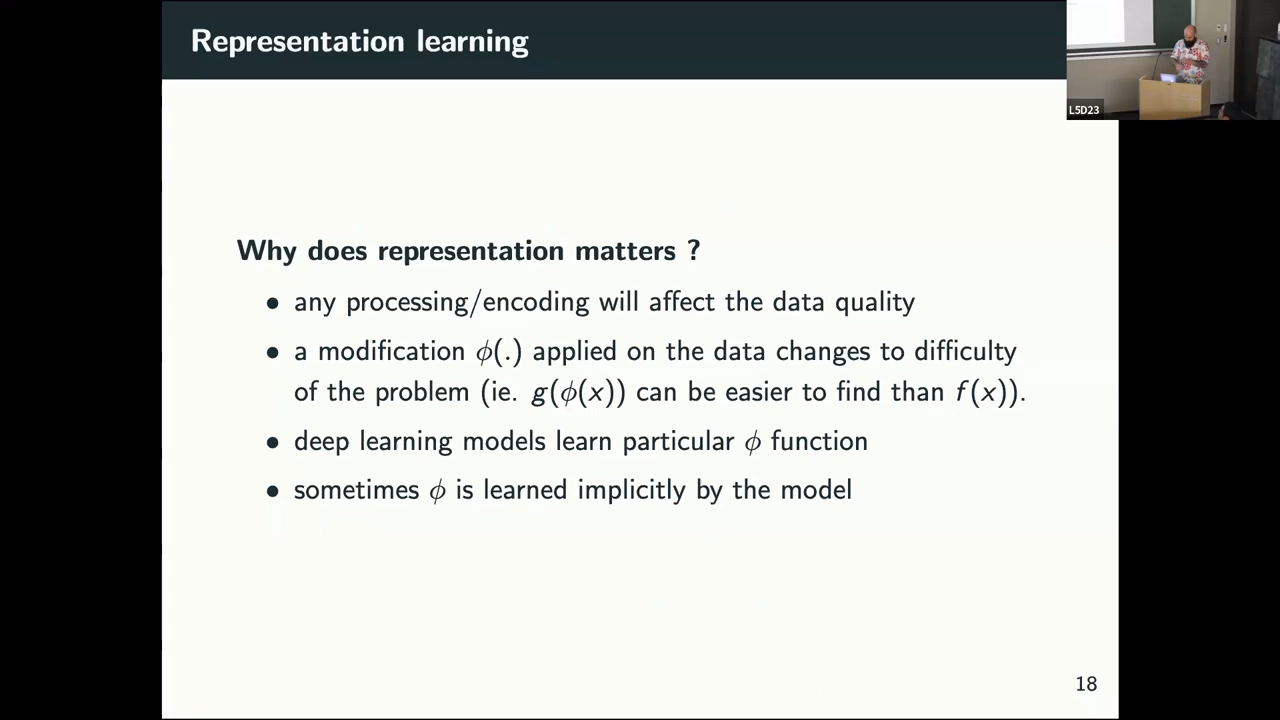 Representation learning
L5D23
Why does representation matters ?
• any processing/encoding will affect the data quality
• a modification ϕ(.) applied on the data changes to difficulty
of the problem (ie. g(ϕ(x)) can be easier to find than f(x)).
• deep learning models learn particular ϕ function
• sometimes ϕ is learned implicitly by the model
18